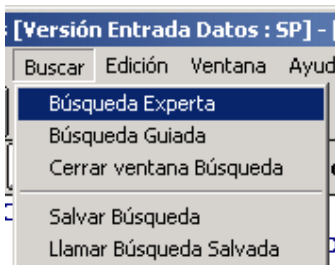 [Versión Entrada Datos : SP] -
Buscar Edición Ventana Ayud
Búsqueda Experta
Búsqueda Guiada
Cerrar ventana Búsqueda
Salvar Búsqueda
Llamar Búsqueda Salvada